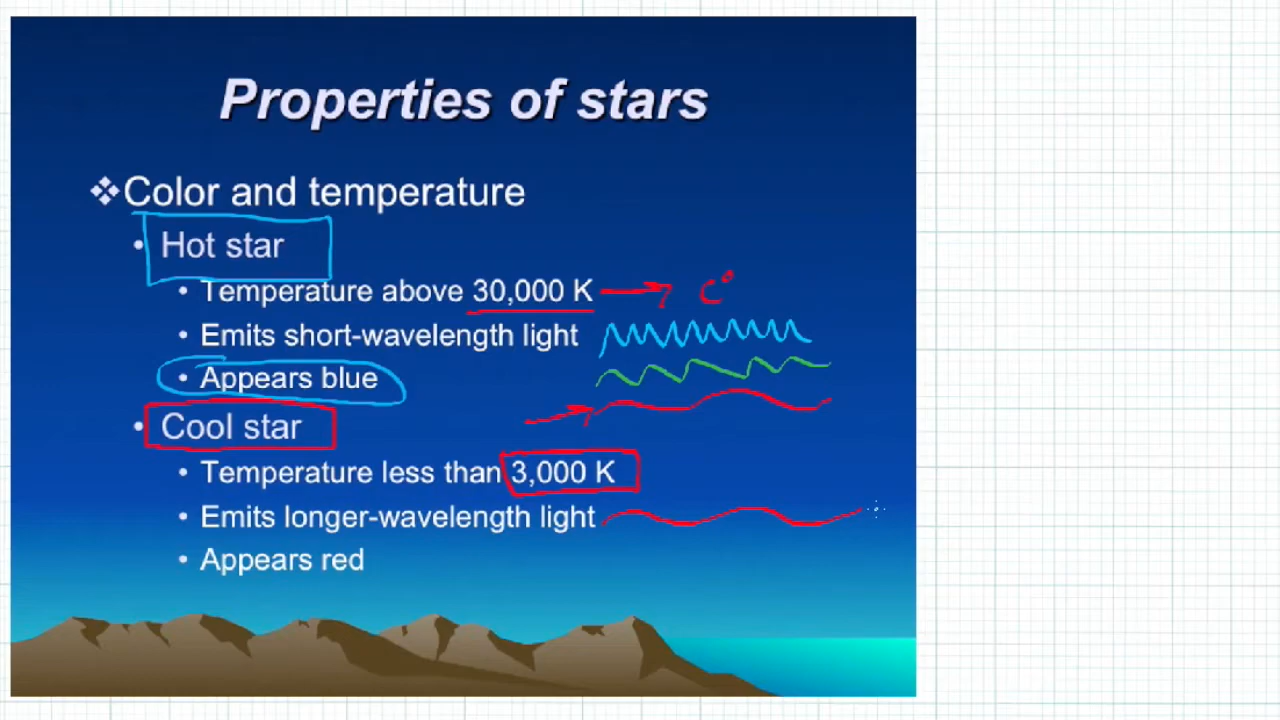 Properties of stars
❖Color and temperature
• Hot star
• Temperature above 30,000 K → C°
• Emits short-wavelength light
• Appears blue
• Cool star
• Temperature less than 3,000 K
• Emits longer-wavelength light
• Appears red